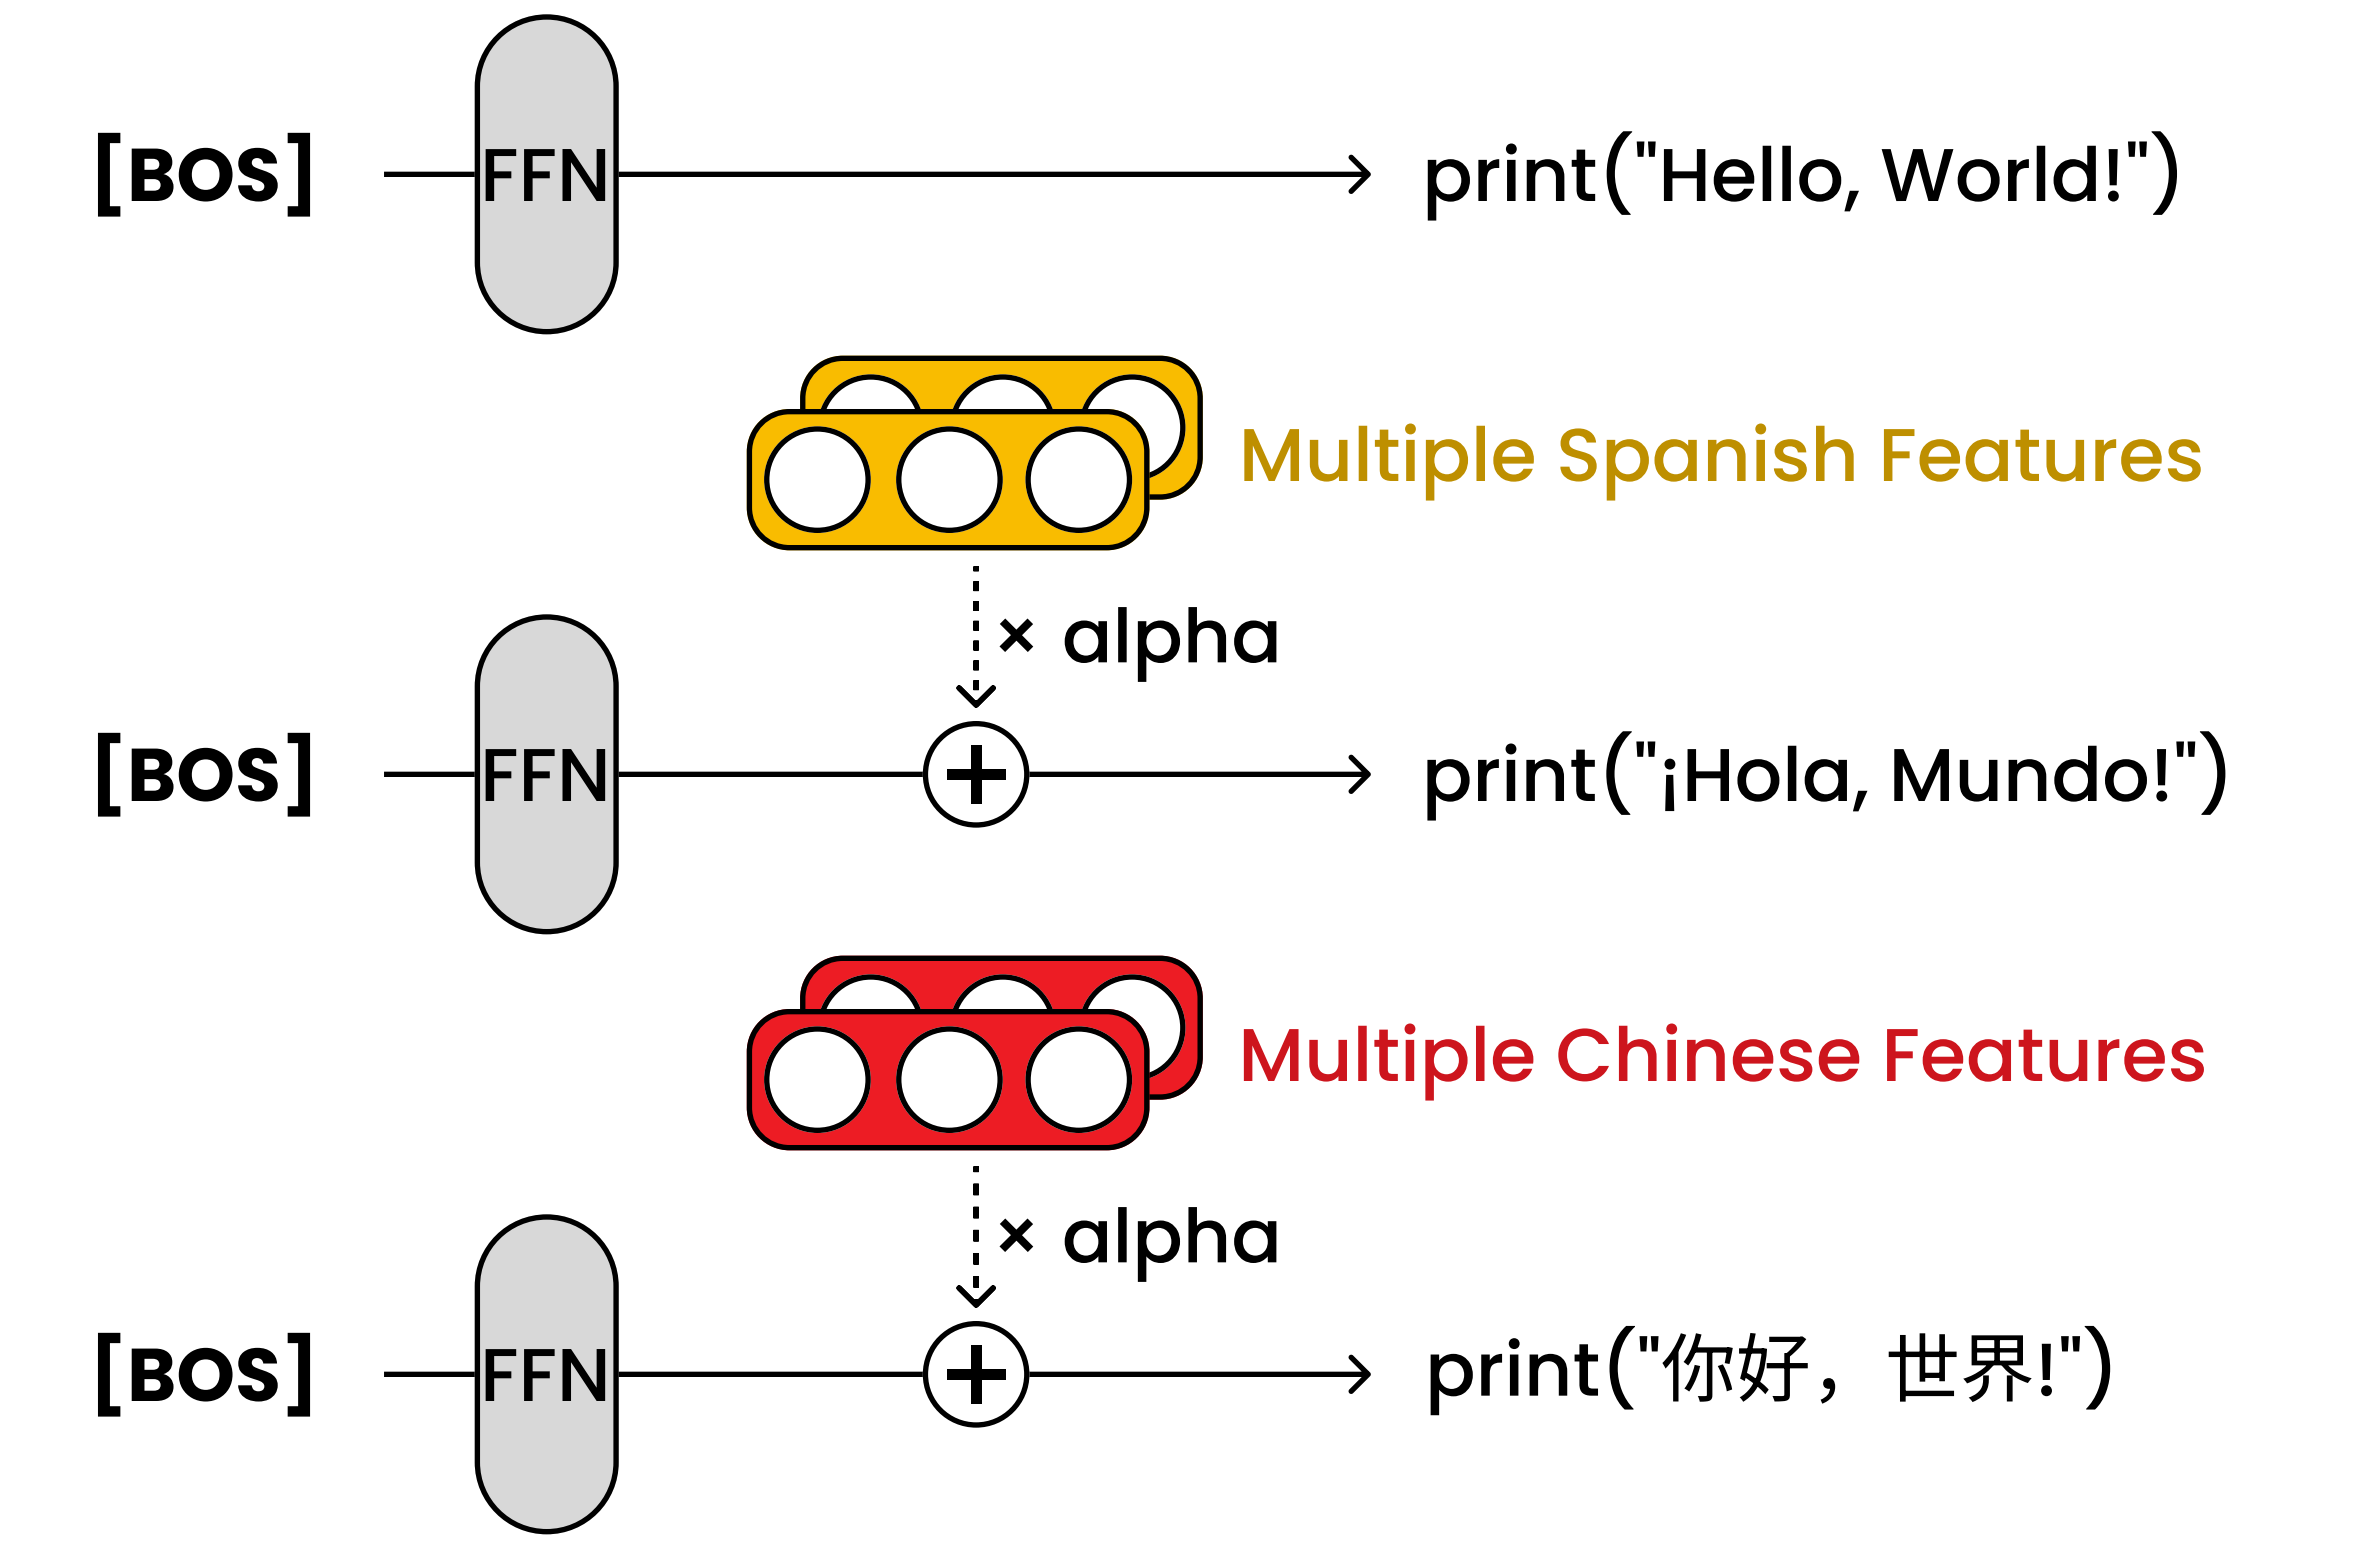 [BOS] FFN print("Hello, World!")
Multiple Spanish Features
× alpha
[BOS] FFN print("¡Hola, Mundo!")
Multiple Chinese Features
× alpha
[BOS] FFN print("你好，世界!")